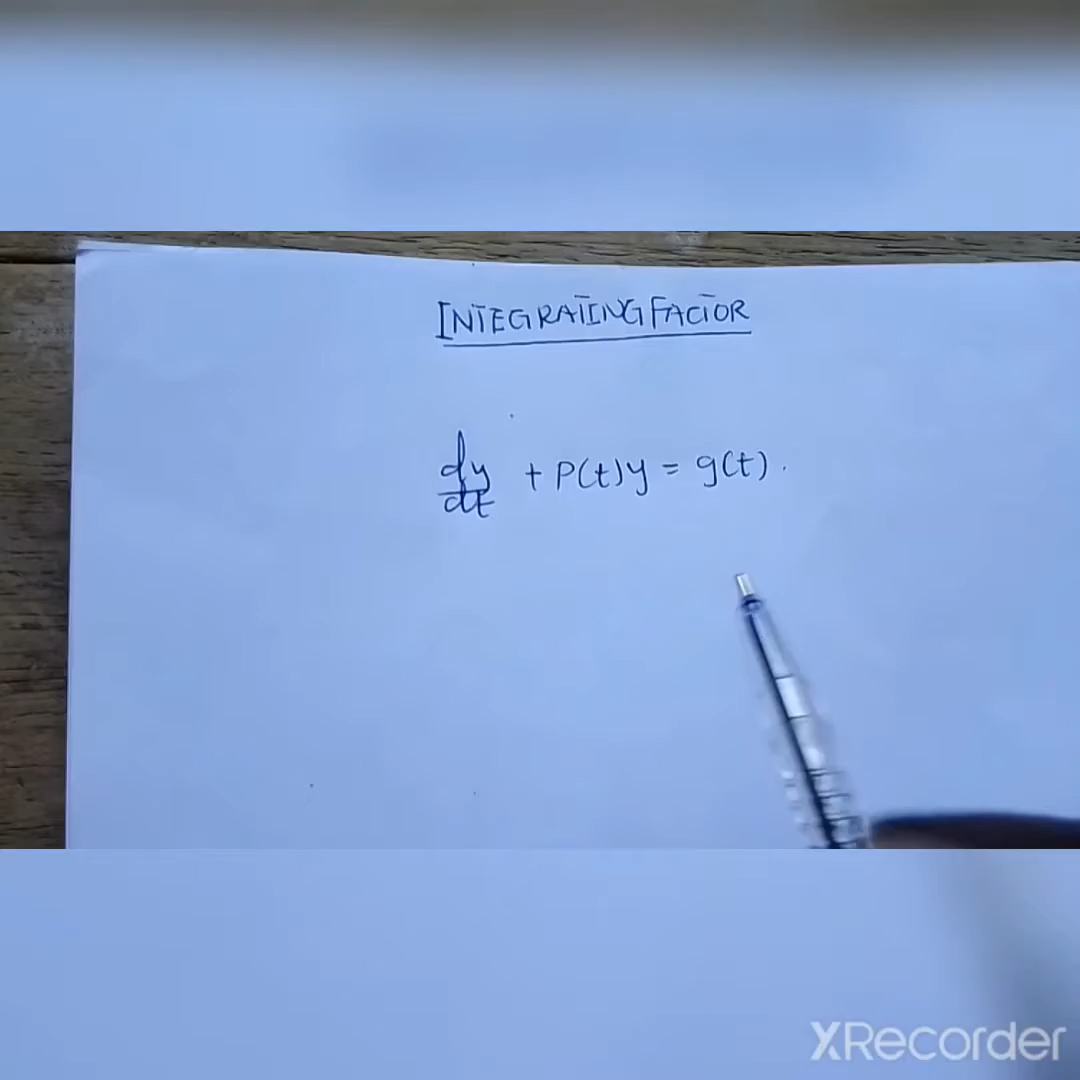 INTEGRATING FACTOR
dy/dt + P(t)y = g(t).
XRecorder